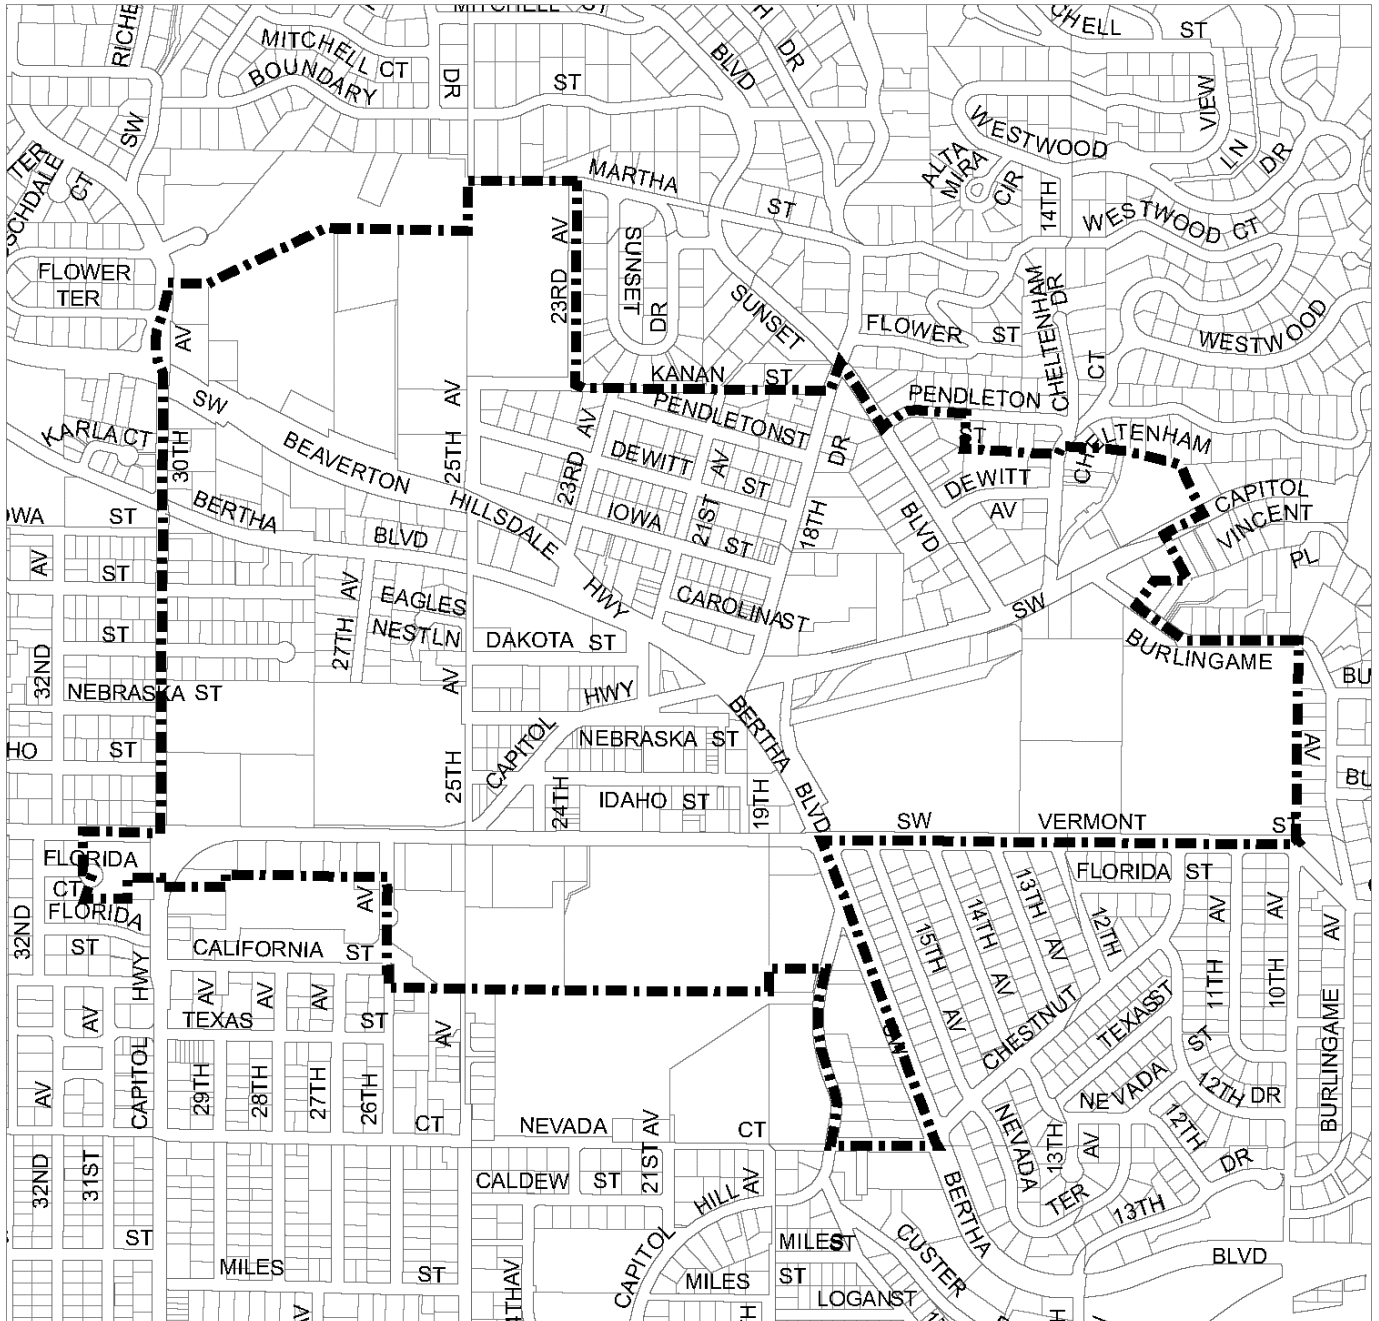 MITCHELL ST
MITCHELL CT
BOUNDARY
DR
ST
BLVD
DR
ST
VIEW
LN
DR
WESTWOOD
ALTA
MIRA
CIR
14TH
WESTWOOD CT
SW
TER
CT
MARTHA
ST
FLOWER
TER
AV
23RD
SUNSET
DR
SUNSET
FLOWER ST
CHELTENHAM
DR
CT
WESTWOOD
AV
KANAN ST
PENDLETON
ST
SW
30TH
KARLA CT
BEAVERTON
HILLSDALE
HWY
AV
25TH
PENDLETON ST
AV
23RD
DEWITT
ST
AV
21ST
IOWA
ST
DR
18TH
CHELTENHAM
CT
DEWITT
AV
BLVD
CAPITOL
VINCENT
PL
BERTHA
BLVD
ST
AV
ST
ST
32ND
NEBRASKA ST
ST
AV
27TH
EAGLES
NEST LN
DAKOTA ST
CAROLINA ST
SW
BURLINGAME
AV
25TH
CAPITOL
HWY
NEBRASKA ST
24TH
IDAHO ST
19TH
BERTHA
BLVD
SW
VERMONT
ST
AV
FLORIDA
CT
FLORIDA
ST
32ND
AV
CALIFORNIA ST
FLORIDA ST
13TH
AV
14TH
AV
15TH
AV
12TH
AV
11TH
AV
10TH
AV
BURLINGAME
HWY
CAPITOL
AV
AV
AV
AV
AV
TEXAS
ST
29TH
28TH
27TH
26TH
AV
CHESTNUT
ST
TEXAS
ST
NEVADA
12TH
DR
SW
CT
NEVADA
CT
32ND
31ST
CALDEW ST
21ST AV
NEVADA
TER
13TH
AV
12TH
DR
13TH
HILL
AV
CAPITOL
BERTHA
BLVD
CUSTER
ST
MILES
ST
MILES ST
MILES
ST
LOGAN ST
AV